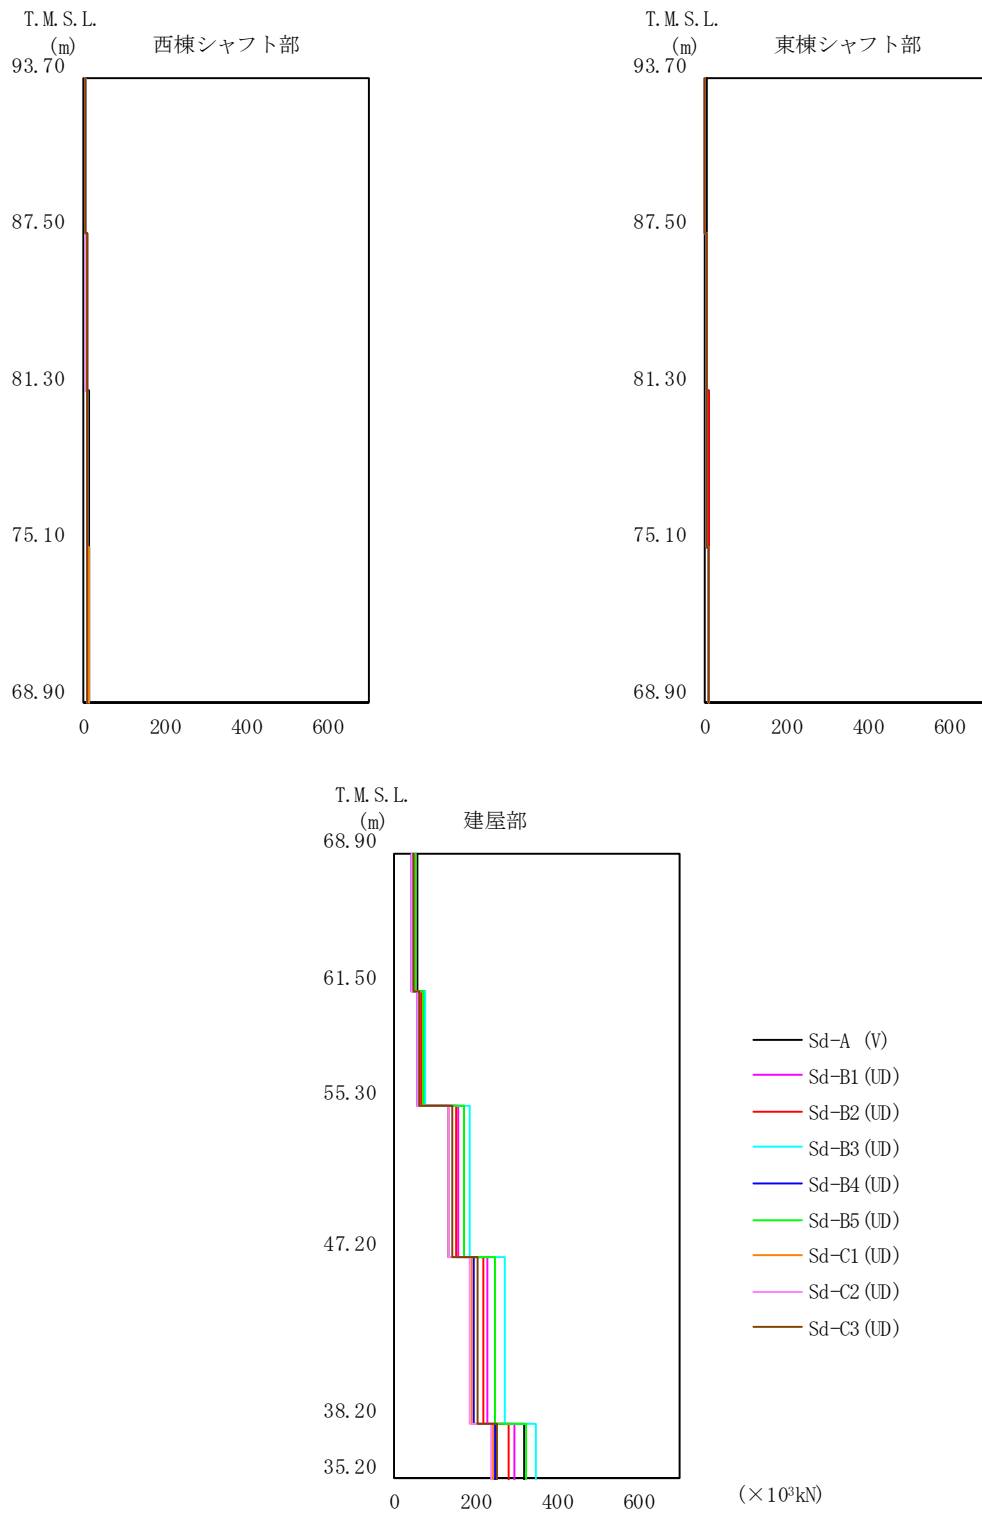 T.M.S.L.
(m)
西棟シャフト部
93.70
87.50
81.30
75.10
68.90
0 200 400 600
T.M.S.L.
(m)
東棟シャフト部
93.70
87.50
81.30
75.10
68.90
0 200 400 600
T.M.S.L.
(m)
建屋部
68.90
61.50
55.30
47.20
38.20
35.20
0 200 400 600
Sd-A (V)
Sd-B1(UD)
Sd-B2(UD)
Sd-B3(UD)
Sd-B4(UD)
Sd-B5(UD)
Sd-C1(UD)
Sd-C2(UD)
Sd-C3(UD)
(×10³kN)